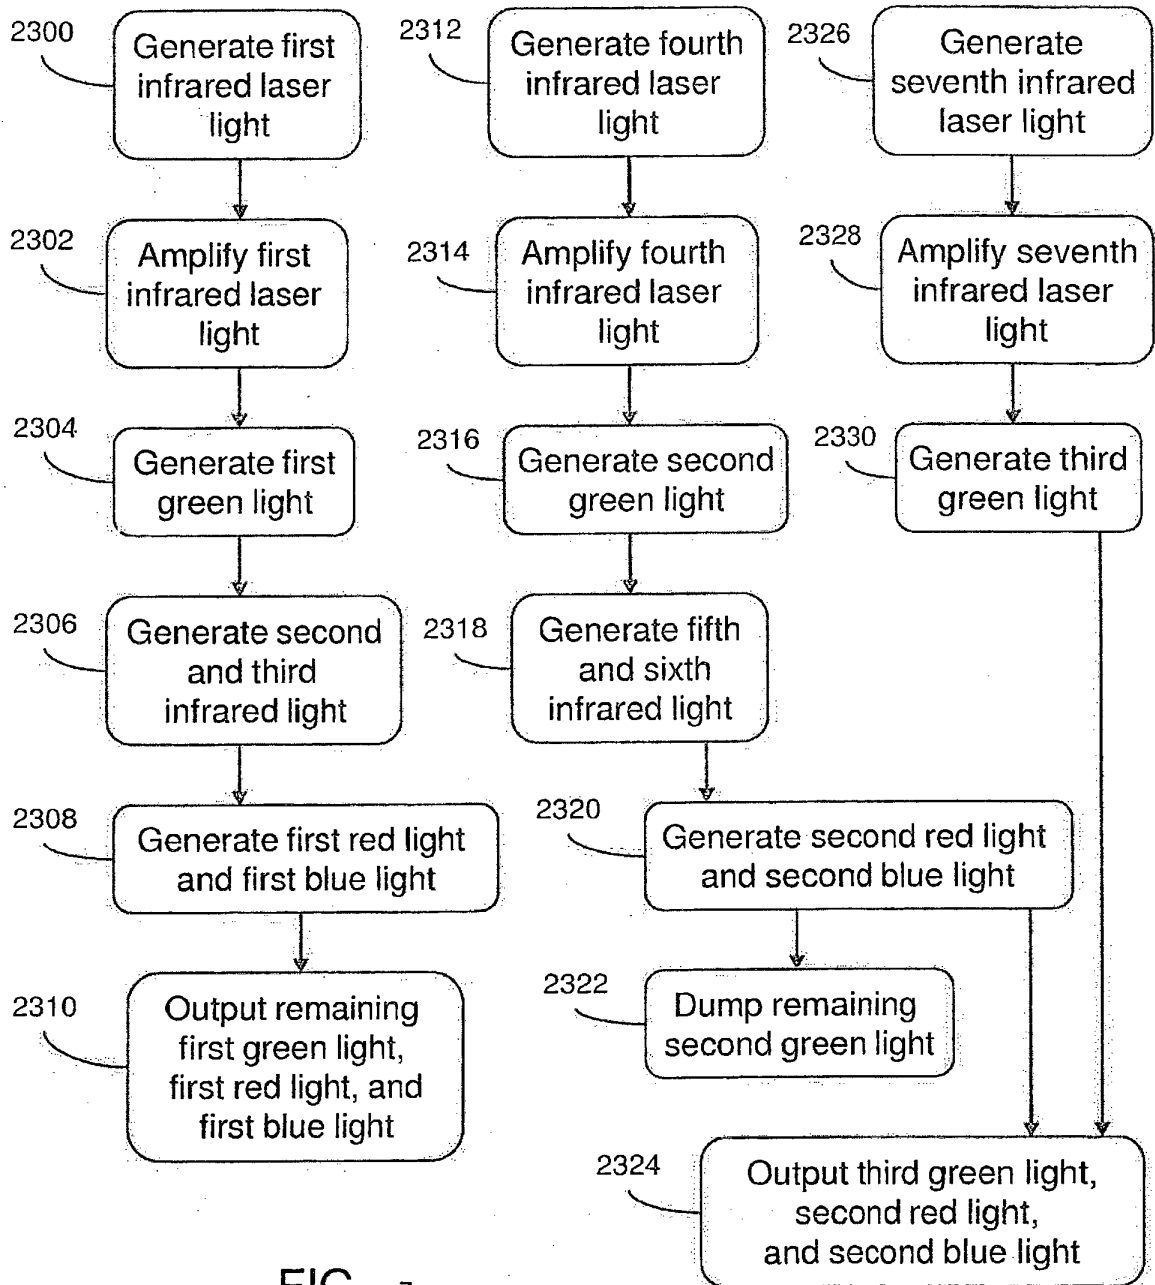 2300
Generate first
infrared laser
light
2302
Amplify first
infrared laser
light
2304
Generate first
green light
2306
Generate second
and third
infrared light
2308
Generate first red light
and first blue light
2310
Output remaining
first green light,
first red light, and
first blue light
2312
Generate fourth
infrared laser
light
2314
Amplify fourth
infrared laser
light
2316
Generate second
green light
2318
Generate fifth
and sixth
infrared light
2320
Generate second red light
and second blue light
2322
Dump remaining
second green light
2326
Generate
seventh infrared
laser light
2328
Amplify seventh
infrared laser
light
2330
Generate third
green light
2324
Output third green light,
second red light,
and second blue light
FIG.